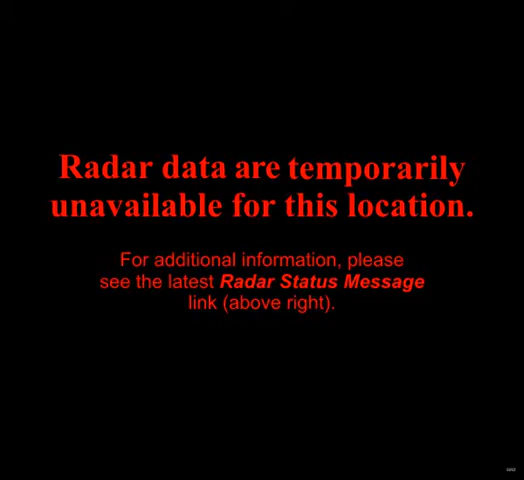 Radar data are temporarily
unavailable for this location.
For additional information, please
see the latest Radar Status Message
link (above right).